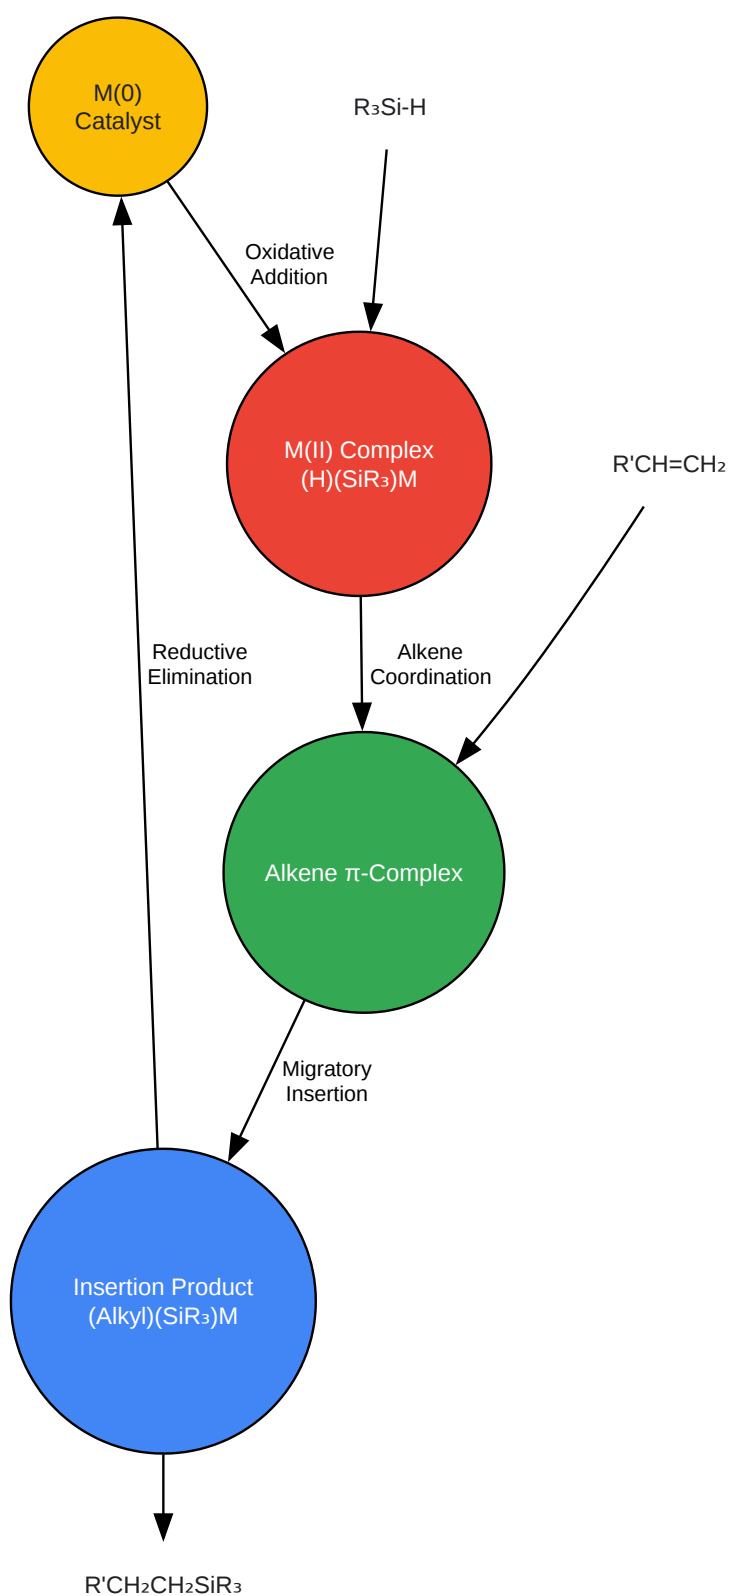 M(0)
Catalyst
R₃Si-H
Oxidative
Addition
M(II) Complex
(H)(SiR₃)M
R'CH=CH₂
Reductive
Elimination
Alkene
Coordination
Alkene π-Complex
Migratory
Insertion
Insertion Product
(Alkyl)(SiR₃)M
R'CH₂CH₂SiR₃